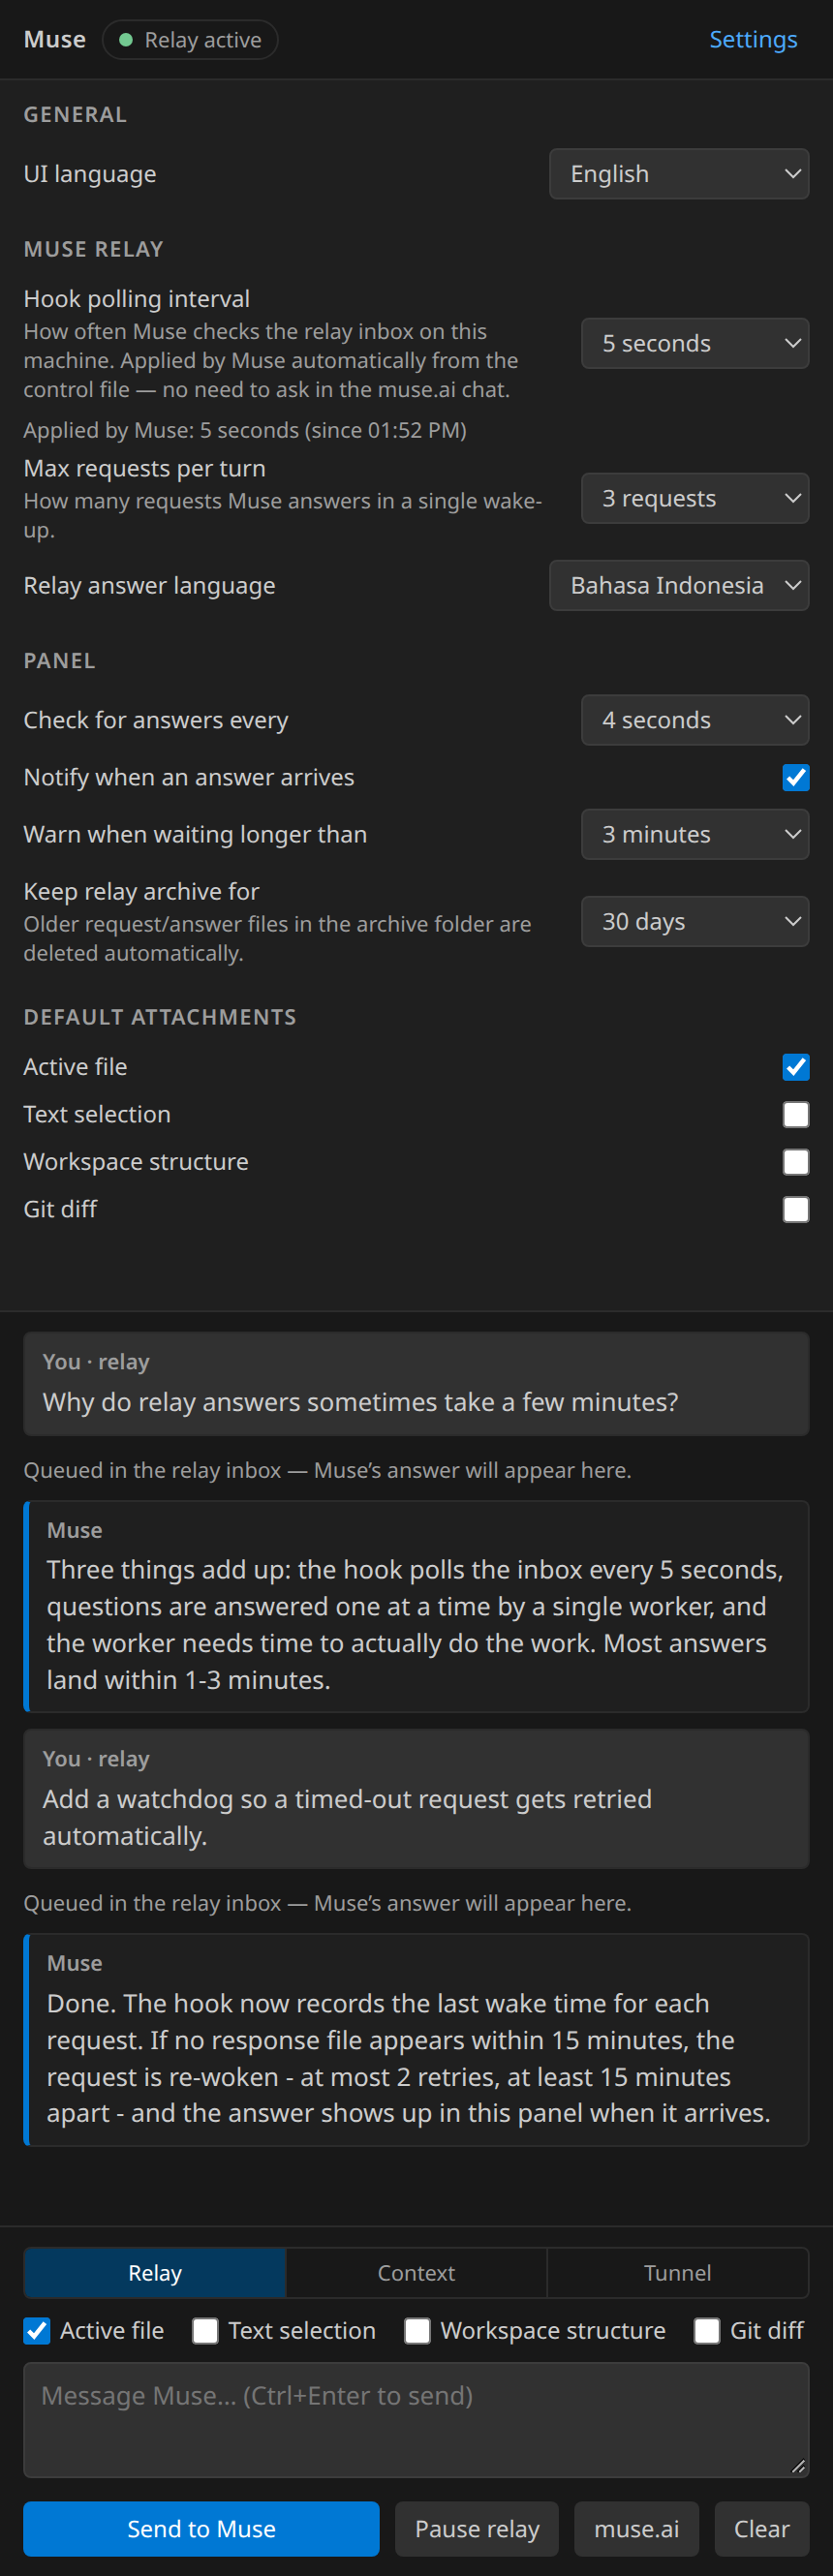 Muse
Relay active
Settings
GENERAL
UI language
English
MUSE RELAY
Hook polling interval
How often Muse checks the relay inbox on this
machine. Applied by Muse automatically from the
control file — no need to ask in the muse.ai chat.
5 seconds
Applied by Muse: 5 seconds (since 01:52 PM)
Max requests per turn
How many requests Muse answers in a single wake-
up.
3 requests
Relay answer language
Bahasa Indonesia
PANEL
Check for answers every
4 seconds
Notify when an answer arrives
Warn when waiting longer than
3 minutes
Keep relay archive for
Older request/answer files in the archive folder are
deleted automatically.
30 days
DEFAULT ATTACHMENTS
Active file
Text selection
Workspace structure
Git diff
You · relay
Why do relay answers sometimes take a few minutes?
Queued in the relay inbox — Muse’s answer will appear here.
Muse
Three things add up: the hook polls the inbox every 5 seconds,
questions are answered one at a time by a single worker, and
the worker needs time to actually do the work. Most answers
land within 1-3 minutes.
You · relay
Add a watchdog so a timed-out request gets retried
automatically.
Queued in the relay inbox — Muse’s answer will appear here.
Muse
Done. The hook now records the last wake time for each
request. If no response file appears within 15 minutes, the
request is re-woken - at most 2 retries, at least 15 minutes
apart - and the answer shows up in this panel when it arrives.
Relay
Context
Tunnel
Active file
Text selection
Workspace structure
Git diff
Message Muse... (Ctrl+Enter to send)
Send to Muse
Pause relay
muse.ai
Clear